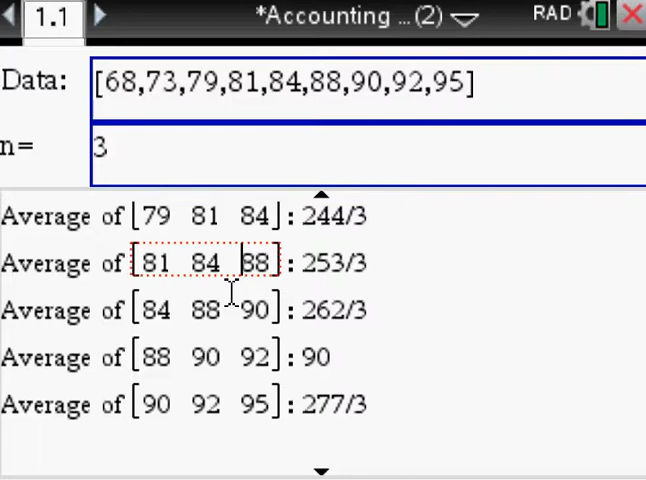 1.1 *Accounting ...(2) RAD
Data: [68,73,79,81,84,88,90,92,95]
n= 3
Average of [79 81 84]: 244/3
Average of [81 84 88]: 253/3
Average of [84 88 90]: 262/3
Average of [88 90 92]: 90
Average of [90 92 95]: 277/3